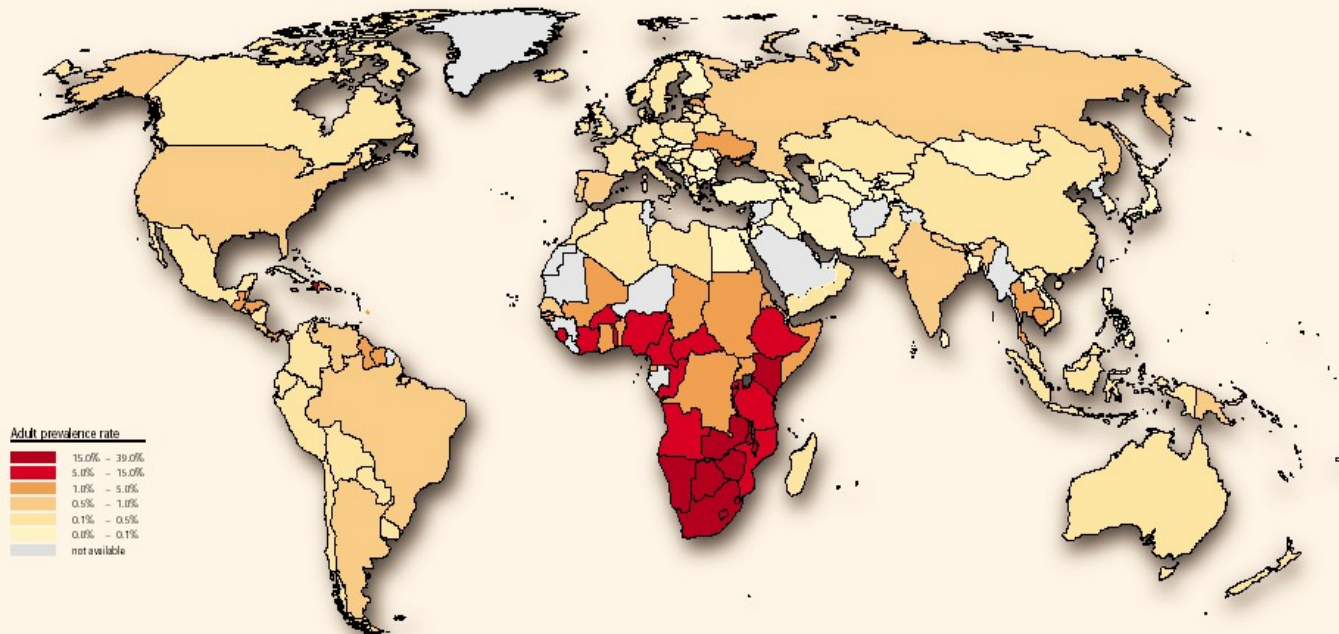 Adult prevalence rate
15.0% – 39.0%
5.0% – 15.0%
1.0% – 5.0%
0.5% – 1.0%
0.1% – 0.5%
0.0% – 0.1%
not available